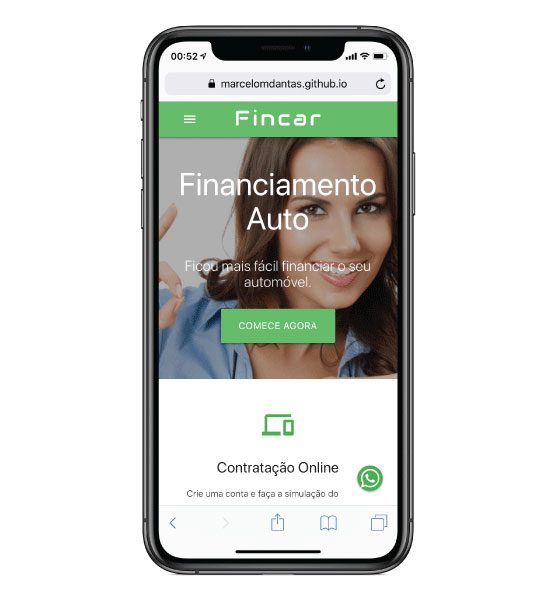 00:52
marcelomdantas.github.io
Fincar
Financiamento
Auto
Ficou mais fácil financiar o seu
automóvel.
COMECE AGORA
Contratação Online
Crie uma conta e faça a simulação do